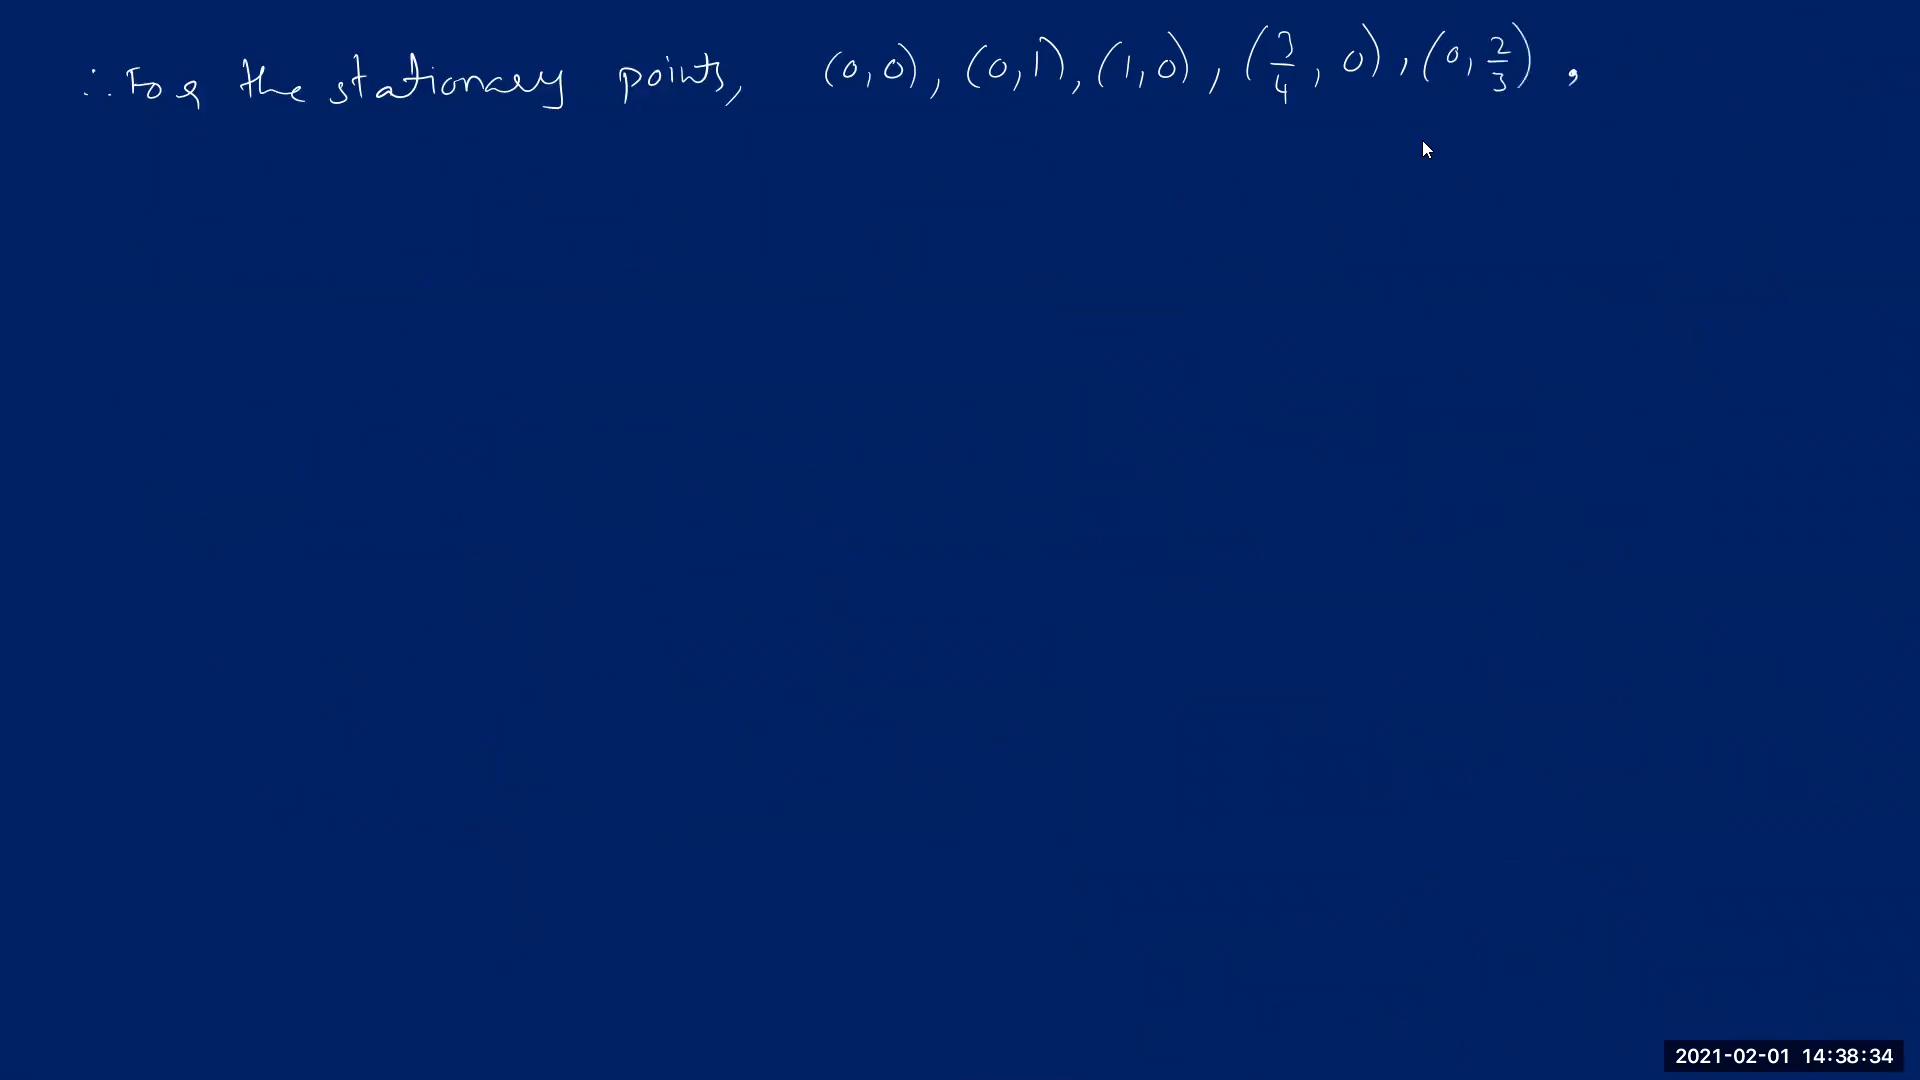 ∴ For the stationary points, (0,0), (0,1), (1,0), (3/4, 0), (0, 2/3),
2021-02-01 14:38:34